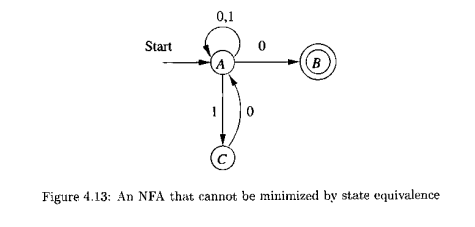 0,1
Start
0
A
B
1
0
C
Figure 4.13: An NFA that cannot be minimized by state equivalence